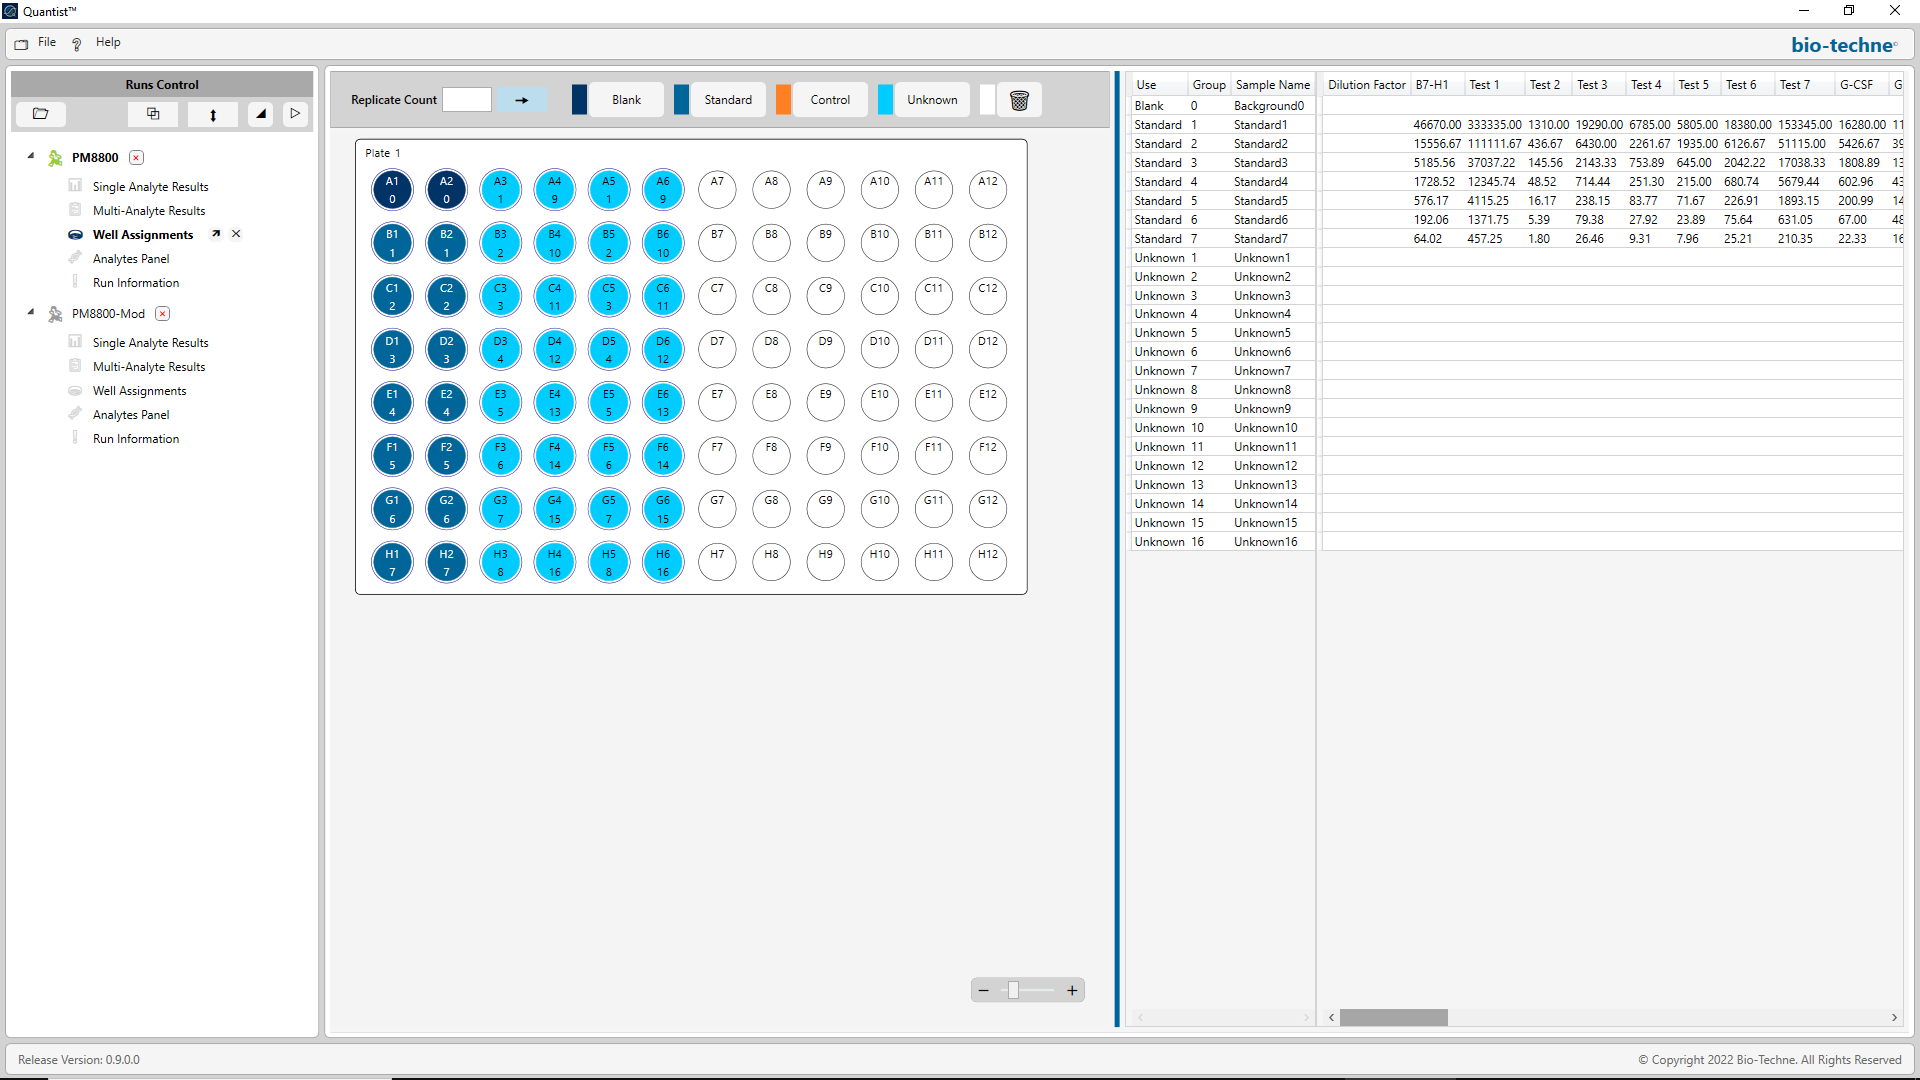 Quantist™
File Help
bio-techne
Runs Control
PM8800
Single Analyte Results
Multi-Analyte Results
Well Assignments
Analytes Panel
Run Information
PM8800-Mod
Single Analyte Results
Multi-Analyte Results
Well Assignments
Analytes Panel
Run Information
Replicate Count Blank Standard Control Unknown
Plate 1
A1 A2 A3 A4 A5 A6 A7 A8 A9 A10 A11 A12
0 0 1 9 1 9
B1 B2 B3 B4 B5 B6 B7 B8 B9 B10 B11 B12
1 1 2 10 2 10
C1 C2 C3 C4 C5 C6 C7 C8 C9 C10 C11 C12
2 2 3 11 3 11
D1 D2 D3 D4 D5 D6 D7 D8 D9 D10 D11 D12
3 3 4 12 4 12
E1 E2 E3 E4 E5 E6 E7 E8 E9 E10 E11 E12
4 4 5 13 5 13
F1 F2 F3 F4 F5 F6 F7 F8 F9 F10 F11 F12
5 5 6 14 6 14
G1 G2 G3 G4 G5 G6 G7 G8 G9 G10 G11 G12
6 6 7 15 7 15
H1 H2 H3 H4 H5 H6 H7 H8 H9 H10 H11 H12
7 7 8 16 8 16
Use Group Sample Name Dilution Factor B7-H1 Test 1 Test 2 Test 3 Test 4 Test 5 Test 6 Test 7 G-CSF G
Blank 0 Background0
Standard 1 Standard1 46670.00 333335.00 1310.00 19290.00 6785.00 5805.00 18380.00 153345.00 16280.00 11
Standard 2 Standard2 15556.67 111111.67 436.67 6430.00 2261.67 1935.00 6126.67 51115.00 5426.67 39
Standard 3 Standard3 5185.56 37037.22 145.56 2143.33 753.89 645.00 2042.22 17038.33 1808.89 13
Standard 4 Standard4 1728.52 12345.74 48.52 714.44 251.30 215.00 680.74 5679.44 602.96 43
Standard 5 Standard5 576.17 4115.25 16.17 238.15 83.77 71.67 226.91 1893.15 200.99 14
Standard 6 Standard6 192.06 1371.75 5.39 79.38 27.92 23.89 75.64 631.05 67.00 48
Standard 7 Standard7 64.02 457.25 1.80 26.46 9.31 7.96 25.21 210.35 22.33 16
Unknown 1 Unknown1
Unknown 2 Unknown2
Unknown 3 Unknown3
Unknown 4 Unknown4
Unknown 5 Unknown5
Unknown 6 Unknown6
Unknown 7 Unknown7
Unknown 8 Unknown8
Unknown 9 Unknown9
Unknown 10 Unknown10
Unknown 11 Unknown11
Unknown 12 Unknown12
Unknown 13 Unknown13
Unknown 14 Unknown14
Unknown 15 Unknown15
Unknown 16 Unknown16
Release Version: 0.9.0.0
© Copyright 2022 Bio-Techne. All Rights Reserved